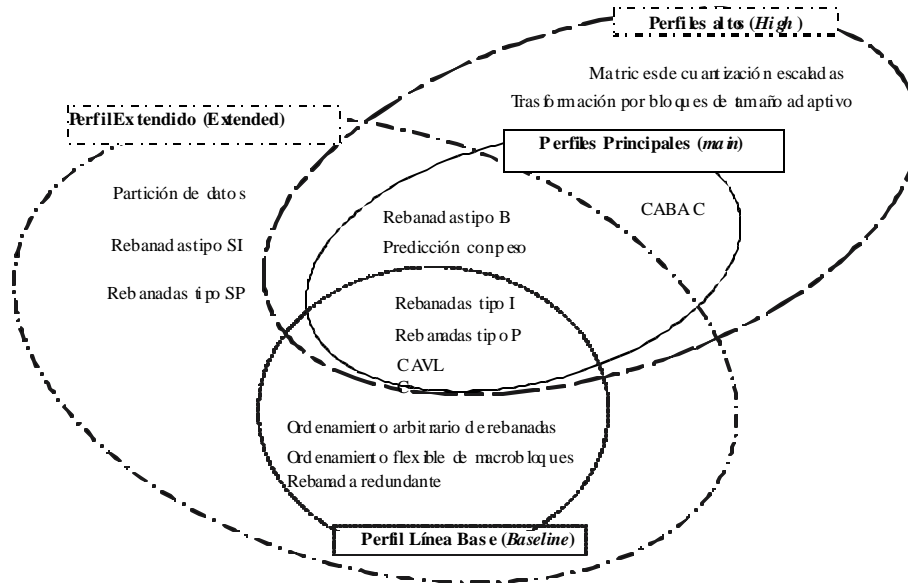 Perfiles altos (High)
Matrices de cuantización escaladas
Trasformación por bloques de tamaño adaptivo
Perfil Extendido (Extended)
Perfiles Principales (main)
Partición de datos
Rebanadas tipo B
CABAC
Rebanadas tipo SI
Predicción con peso
Rebanadas tipo SP
Rebanadas tipo I
Rebanadas tipo P
CAVL
C
Ordenamiento arbitrario de rebanadas
Ordenamiento flexible de macrobloques
Rebanada redundante
Perfil Línea Base (Baseline)